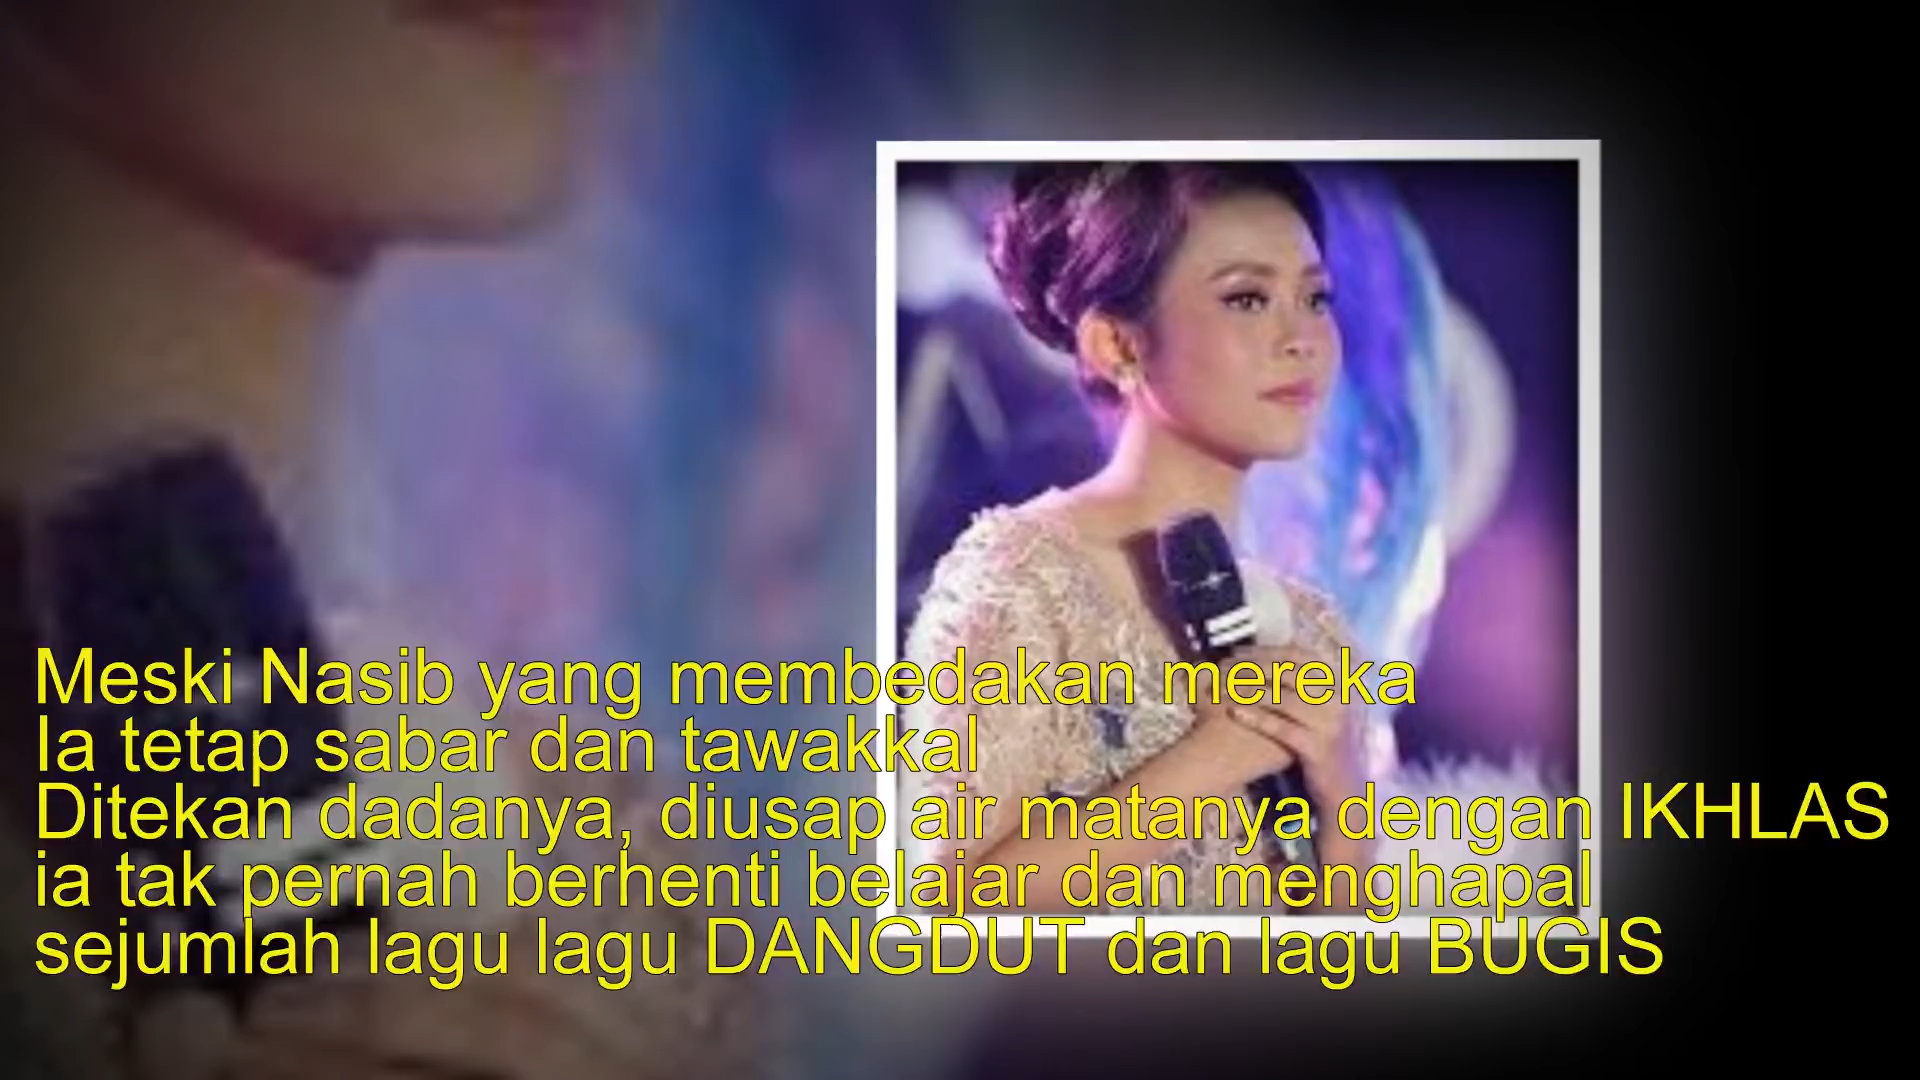 Meski Nasib yang membedakan mereka
Ia tetap sabar dan tawakkal
Ditekan dadanya, diusap air matanya dengan IKHLAS
ia tak pernah berhenti belajar dan menghapal
sejumlah lagu lagu DANGDUT dan lagu BUGIS